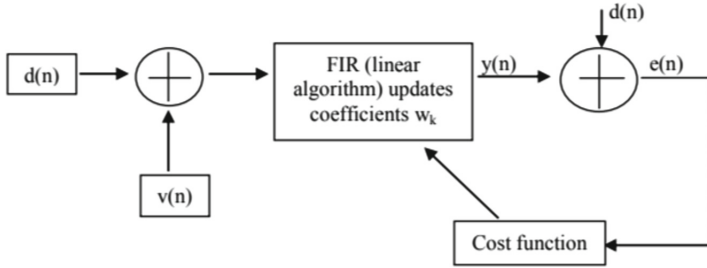 d(n)
d(n)
FIR (linear
algorithm) updates
coefficients wₖ
y(n)
e(n)
v(n)
Cost function